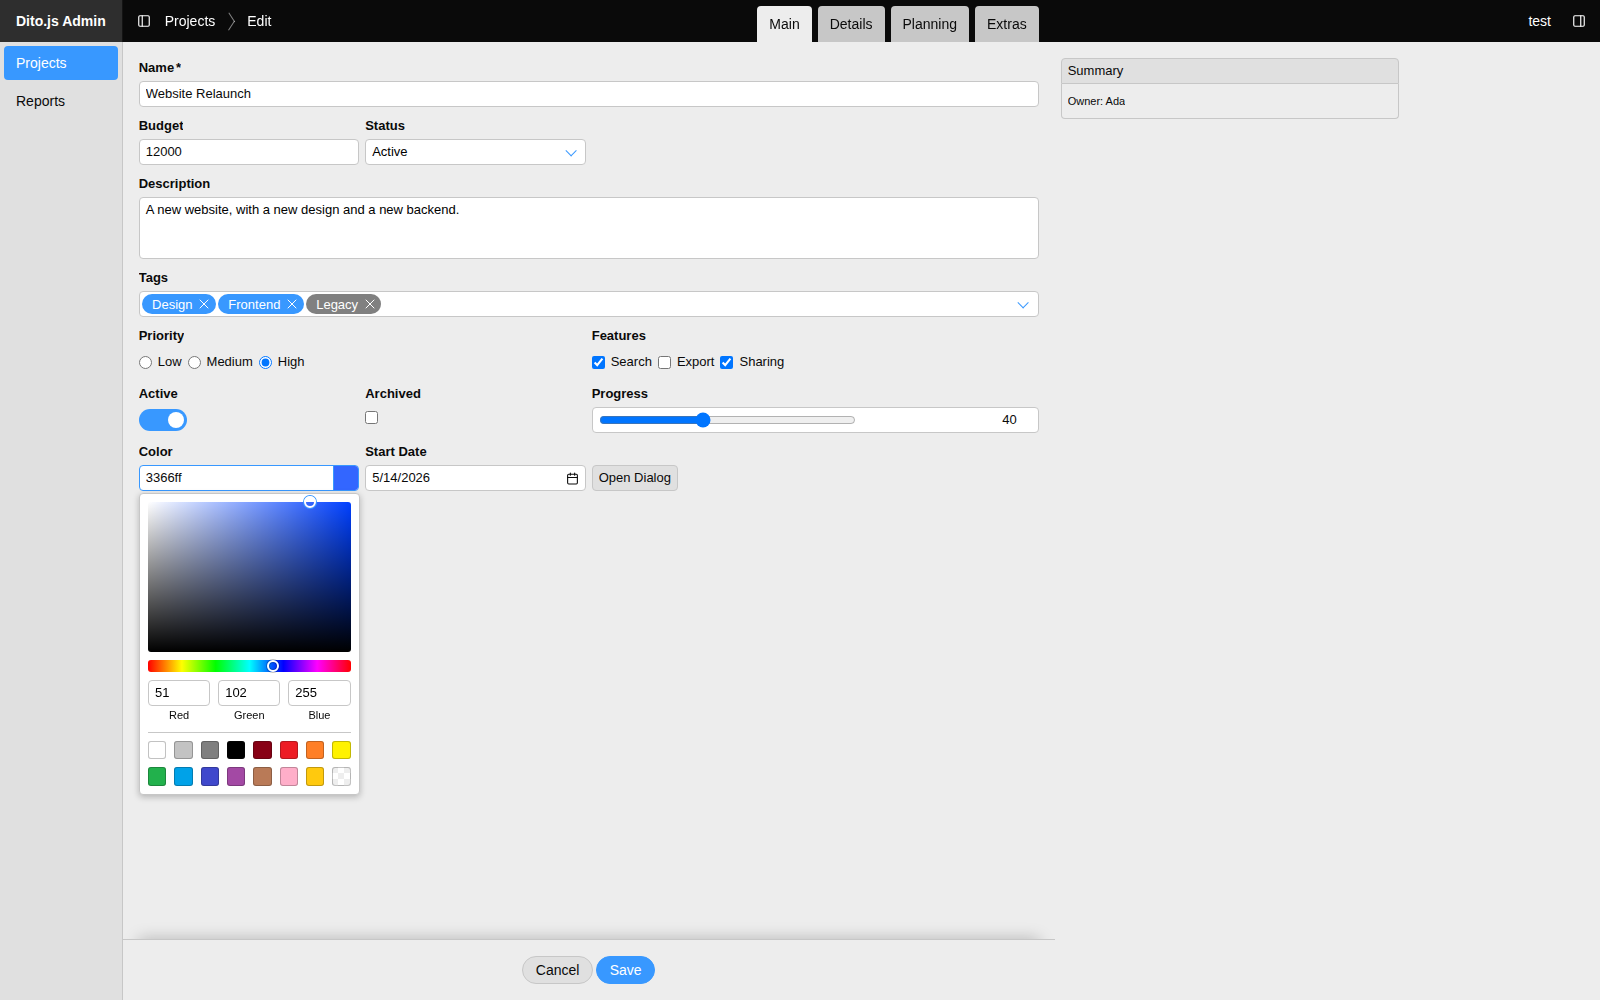 Dito.js Admin
Projects
Edit
Main
Details
Planning
Extras
test
Projects
Reports
Name*
Website Relaunch
Budget
Status
12000
Active
Description
A new website, with a new design and a new backend.
Tags
Design
Frontend
Legacy
Priority
Features
Low
Medium
High
Search
Export
Sharing
Active
Archived
Progress
40
Color
Start Date
3366ff
5/14/2026
Open Dialog
51
102
255
Red
Green
Blue
Cancel
Save
Summary
Owner: Ada